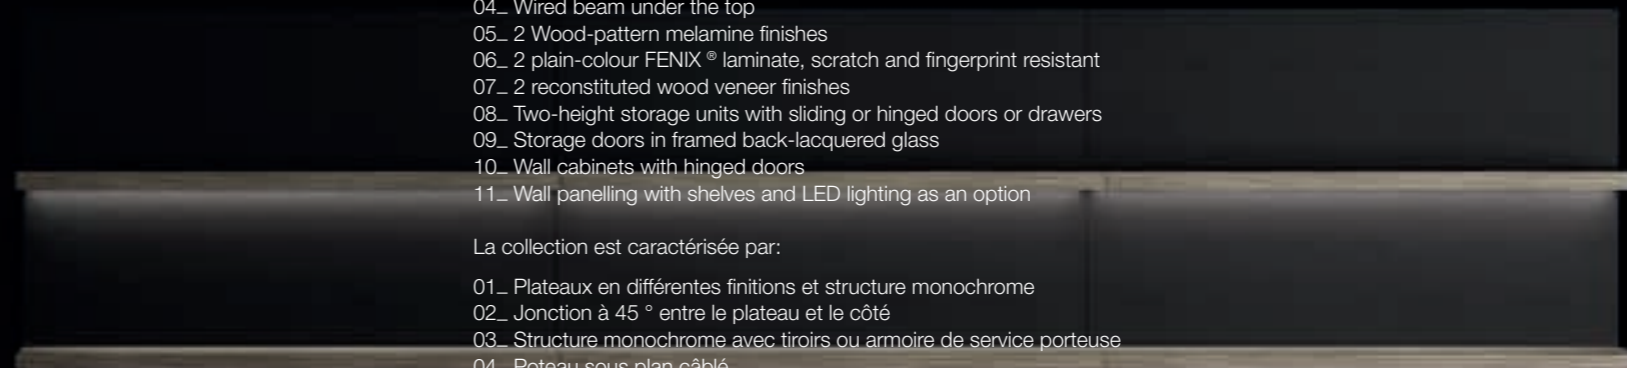 04_ Wired beam under the top
05_ 2 Wood-pattern melamine finishes
06_ 2 plain-colour FENIX ® laminate, scratch and fingerprint resistant
07_ 2 reconstituted wood veneer finishes
08_ Two-height storage units with sliding or hinged doors or drawers
09_ Storage doors in framed back-lacquered glass
10_ Wall cabinets with hinged doors
11_ Wall panelling with shelves and LED lighting as an option
La collection est caractérisée par:
01_ Plateaux en différentes finitions et structure monochrome
02_ Jonction à 45 ° entre le plateau et le côté
03_ Structure monochrome avec tiroirs ou armoire de service porteuse
04_ Poteau sous plan câblé